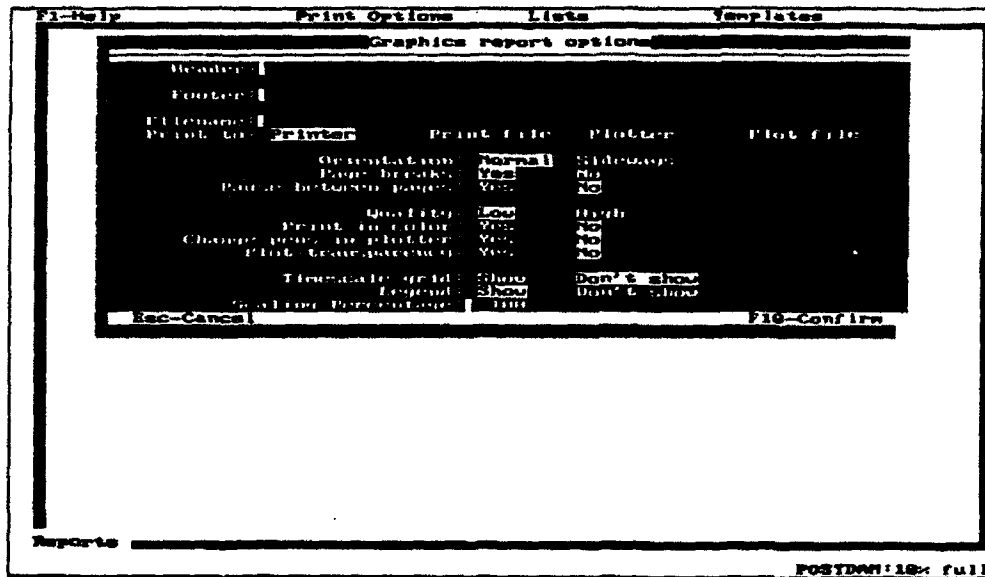 F1-Help Print Options Lists Templates
Graphics report options
Header:
Footer:
Filename:
Print to: Printer Print file Plotter Plot file
Orientation: Normal Sideways
Page breaks: Yes No
Pause between pages: Yes No
Quality: Low High
Print in color: Yes No
Change pens in plotter: Yes No
Plot transparency: Yes No
Timescale grid: Show Don't show
Legend: Show Don't show
Scaling Percentage: 100
Esc-Cancel F10-Confirm
Reports
POSTDAM:10% full